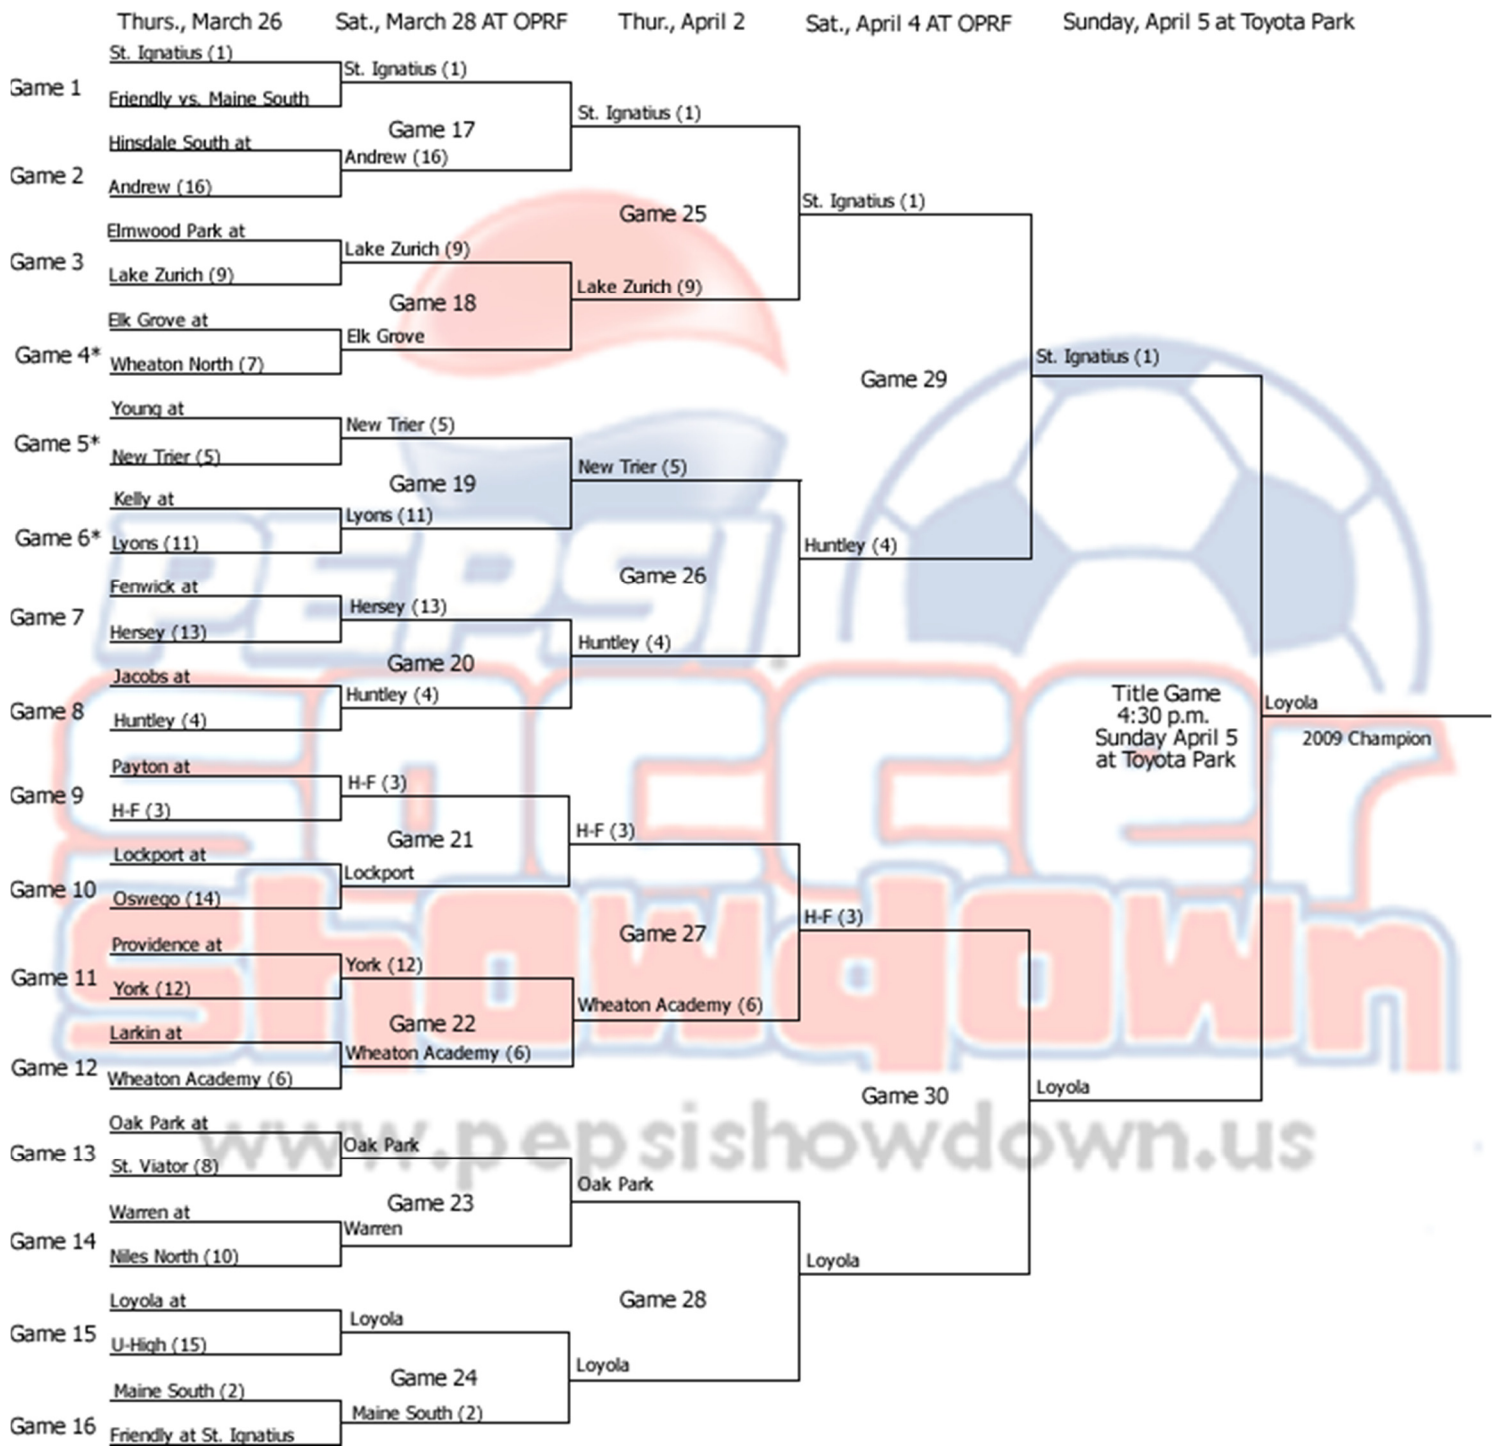 Thurs., March 26 Sat., March 28 AT OPRF Thur., April 2 Sat., April 4 AT OPRF Sunday, April 5 at Toyota Park
St. Ignatius (1)
Game 1
Friendly vs. Maine South
Hinsdale South at
Game 2
Andrew (16)
Elmwood Park at
Game 3
Lake Zurich (9)
Elk Grove at
Game 4*
Wheaton North (7)
Young at
Game 5*
New Trier (5)
Kelly at
Game 6*
Lyons (11)
Fenwick at
Game 7
Hersey (13)
Jacobs at
Game 8
Huntley (4)
Payton at
Game 9
H-F (3)
Lockport at
Game 10
Oswego (14)
Providence at
Game 11
York (12)
Larkin at
Game 12
Wheaton Academy (6)
Oak Park at
Game 13
St. Viator (8)
Warren at
Game 14
Niles North (10)
Loyola at
Game 15
U-High (15)
Maine South (2)
Game 16
Friendly at St. Ignatius
St. Ignatius (1)
Game 17
Andrew (16)
Lake Zurich (9)
Game 18
Elk Grove
New Trier (5)
Game 19
Lyons (11)
Hersey (13)
Game 20
Huntley (4)
H-F (3)
Game 21
Lockport
York (12)
Game 22
Wheaton Academy (6)
Oak Park
Game 23
Warren
Loyola
Game 24
Maine South (2)
St. Ignatius (1)
Game 25
Lake Zurich (9)
New Trier (5)
Game 26
Huntley (4)
H-F (3)
Game 27
Wheaton Academy (6)
Oak Park
Game 28
Loyola
St. Ignatius (1)
Game 29
Huntley (4)
H-F (3)
Game 30
Loyola
St. Ignatius (1)
Title Game
4:30 p.m.
Sunday April 5
at Toyota Park
Loyola
Loyola
2009 Champion
PEPSI
SOCCer
Showdown
www.pepsishowdown.us